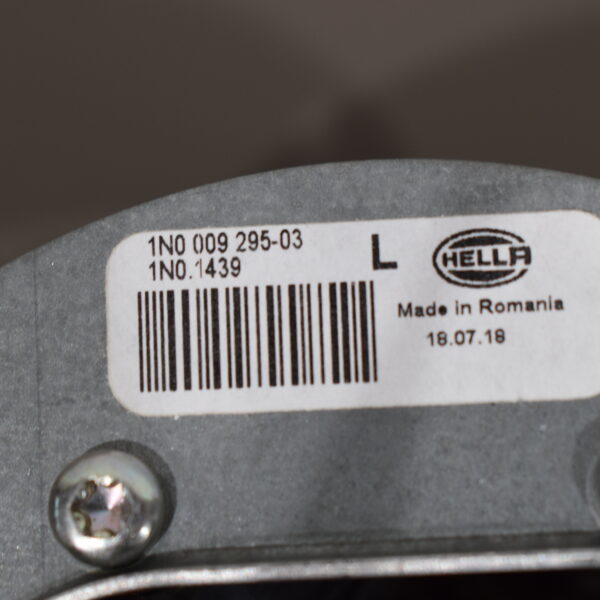 1N0 009 295-03
1N0.1439
L
HELLA
Made in Romania
18.07.18